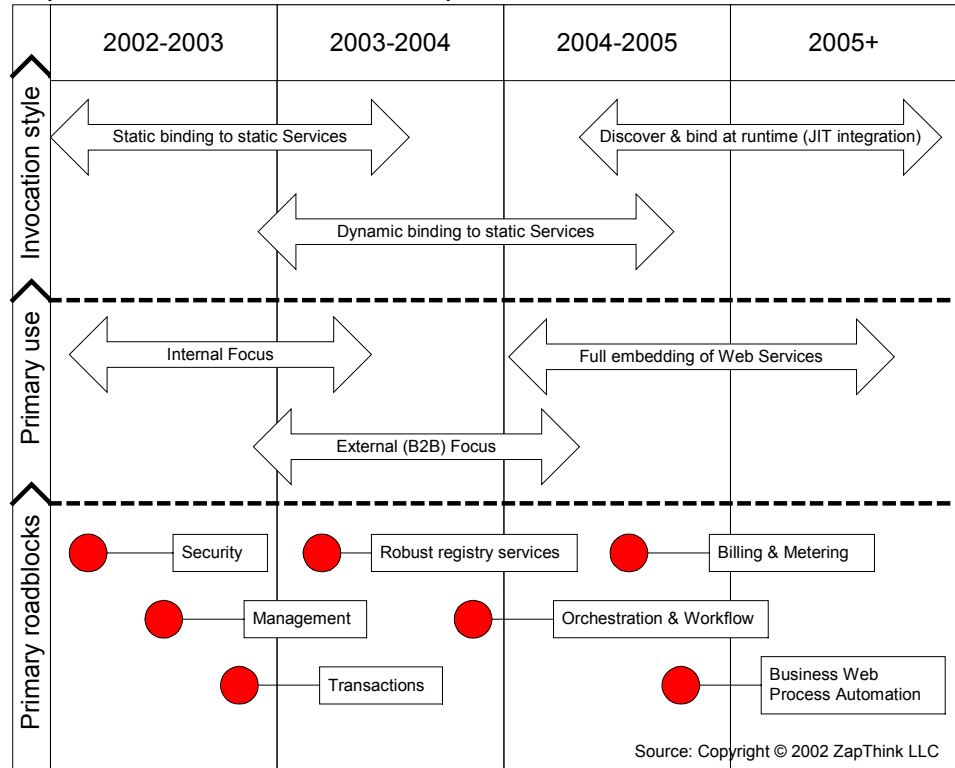 2002-2003
2003-2004
2004-2005
2005+
Invocation style
Static binding to static Services
Discover & bind at runtime (JIT integration)
Dynamic binding to static Services
Primary use
Internal Focus
Full embedding of Web Services
External (B2B) Focus
Primary roadblocks
Security
Robust registry services
Billing & Metering
Management
Orchestration & Workflow
Transactions
Business Web
Process Automation
Source: Copyright © 2002 ZapThink LLC